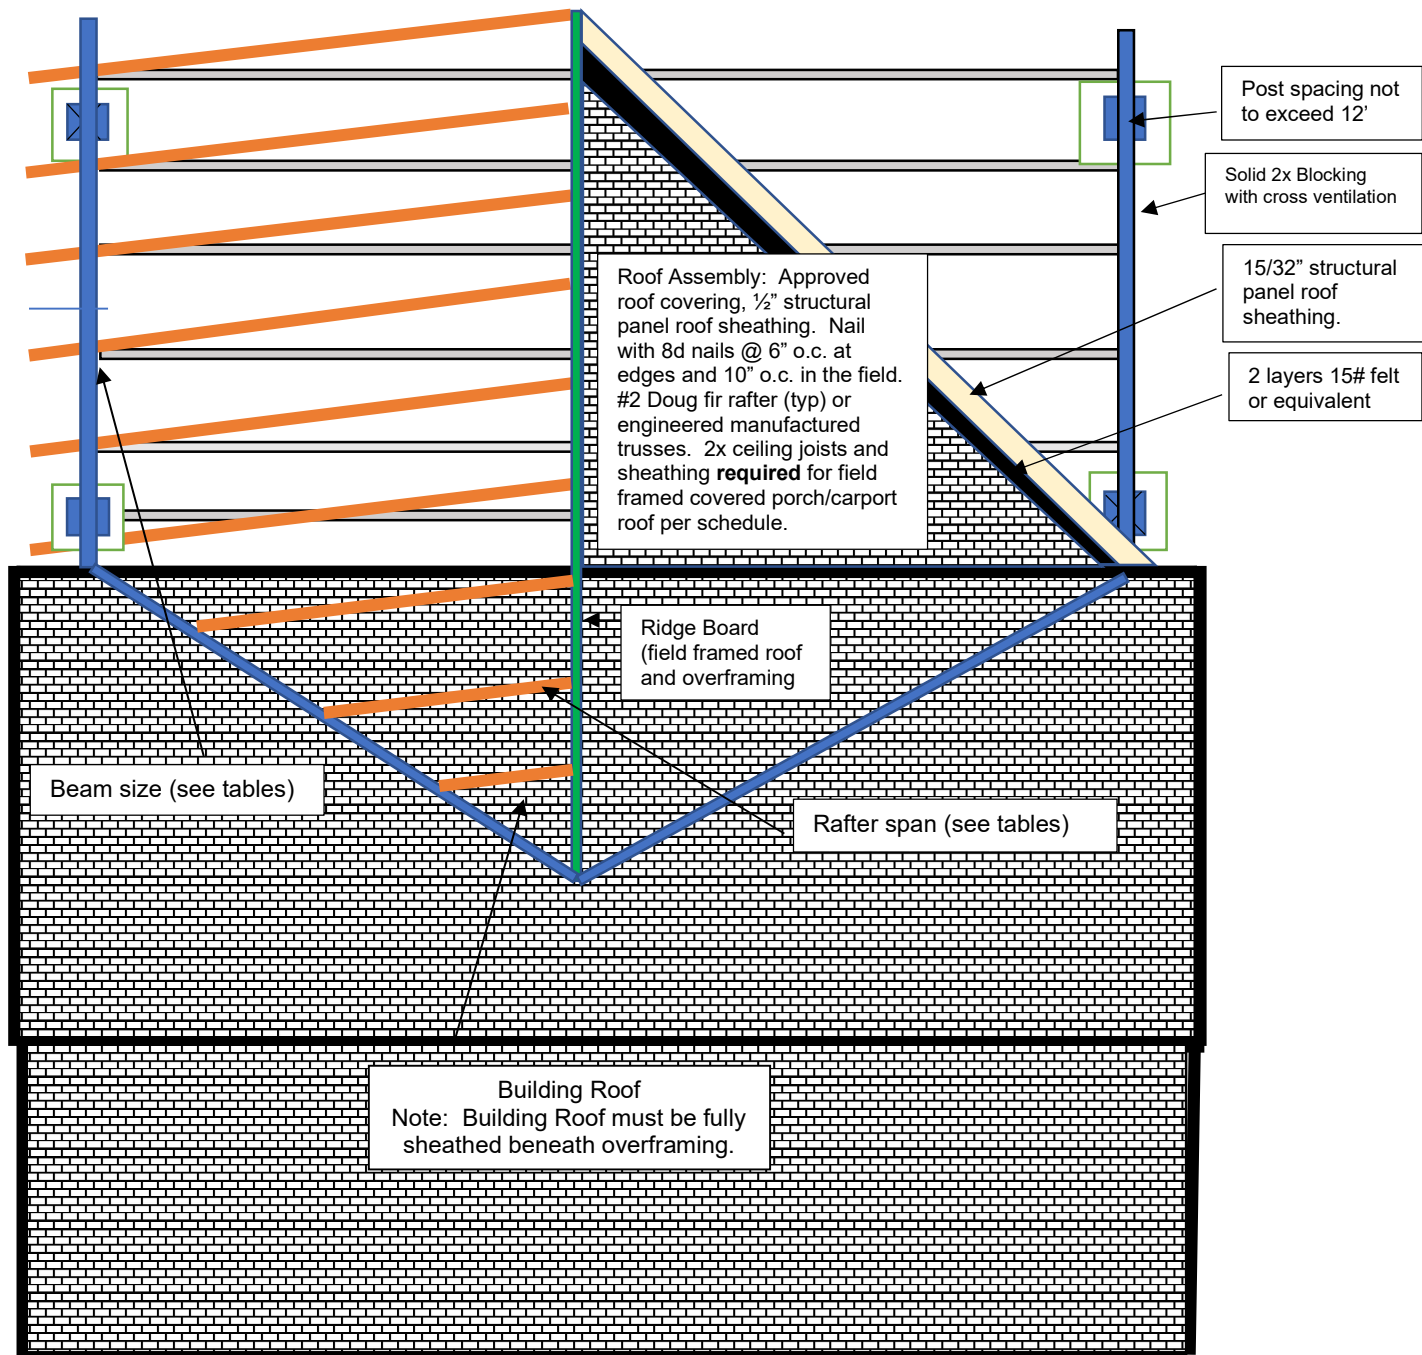 Post spacing not
to exceed 12’
Solid 2x Blocking
with cross ventilation
15/32” structural
panel roof
sheathing.
2 layers 15# felt
or equivalent
Roof Assembly:  Approved
roof covering, ½” structural
panel roof sheathing.  Nail
with 8d nails @ 6” o.c. at
edges and 10” o.c. in the field.
#2 Doug fir rafter (typ) or
engineered manufactured
trusses.  2x ceiling joists and
sheathing required for field
framed covered porch/carport
roof per schedule.
Ridge Board
(field framed roof
and overframing
Beam size (see tables)
Rafter span (see tables)
Building Roof
Note:  Building Roof must be fully
sheathed beneath overframing.